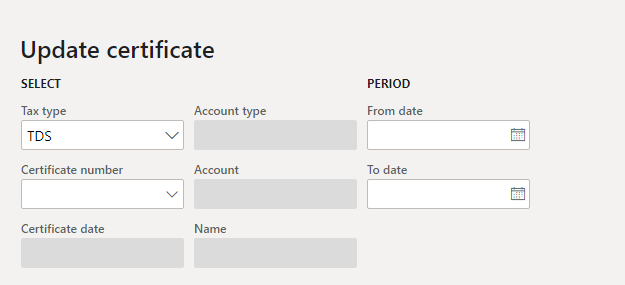 Update certificate
SELECT
PERIOD
Tax type
Account type
From date
TDS
Certificate number
Account
To date
Certificate date
Name